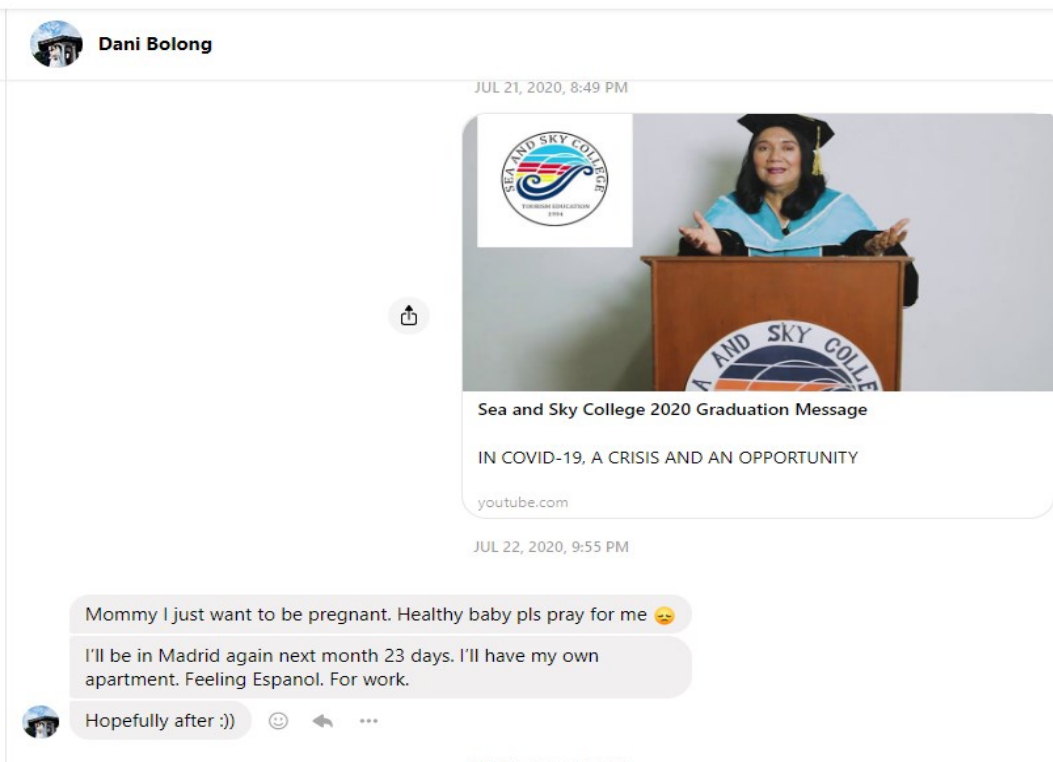 Dani Bolong
JUL 21, 2020, 8:49 PM
SEA AND SKY COLLEGE
TOURISM EDUCATION
1994
A AND SKY COLLE
Sea and Sky College 2020 Graduation Message
IN COVID-19, A CRISIS AND AN OPPORTUNITY
youtube.com
JUL 22, 2020, 9:55 PM
Mommy I just want to be pregnant. Healthy baby pls pray for me 😞
I'll be in Madrid again next month 23 days. I'll have my own
apartment. Feeling Espanol. For work.
Hopefully after :))